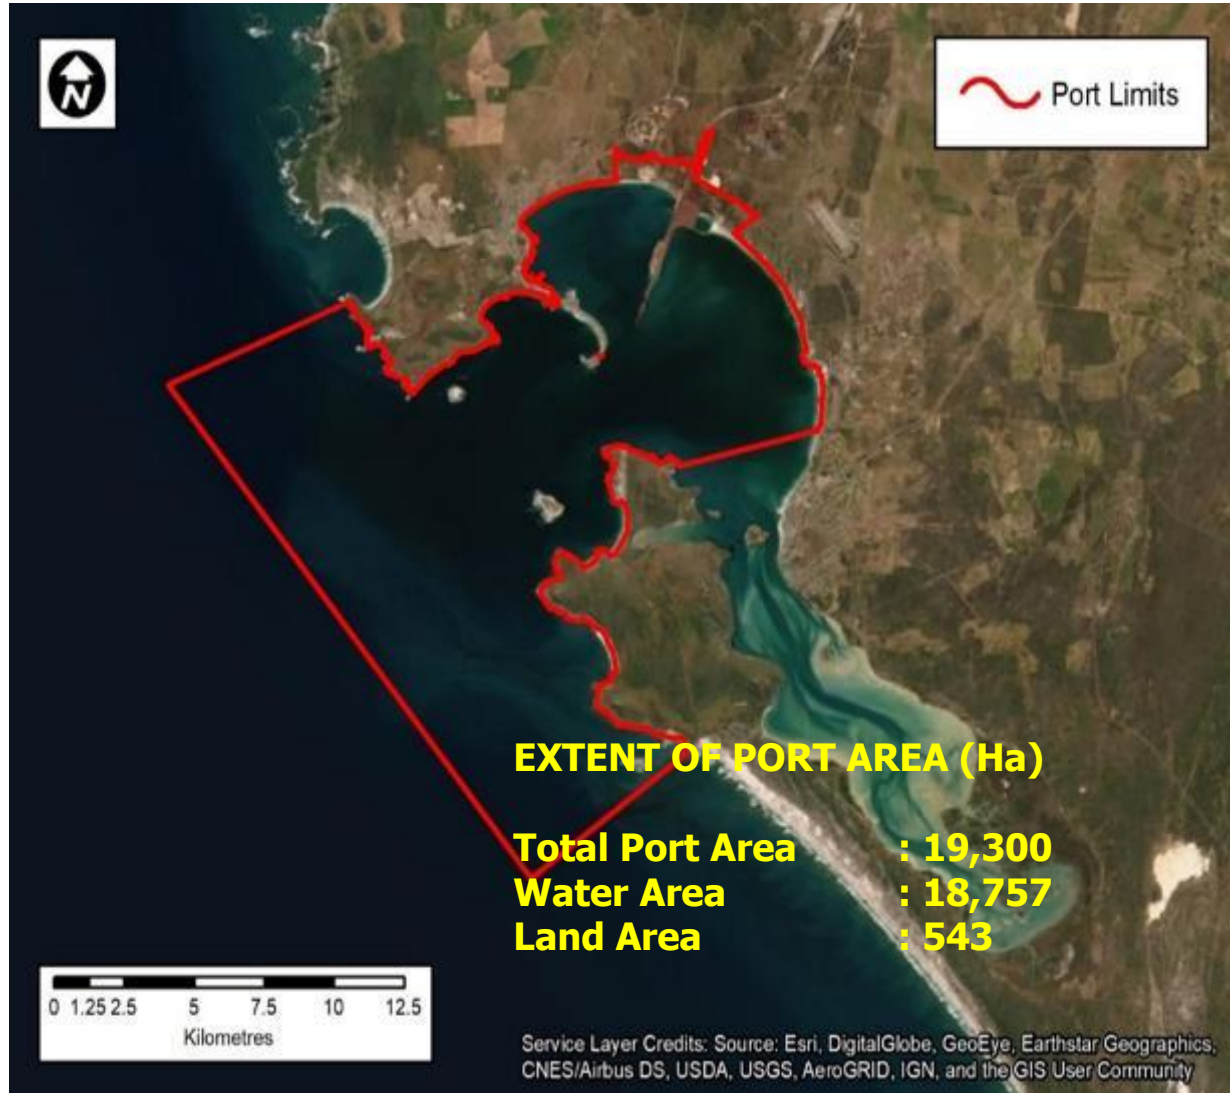 N
Port Limits
EXTENT OF PORT AREA (Ha)
Total Port Area : 19,300
Water Area : 18,757
Land Area : 543
0 1.25 2.5 5 7.5 10 12.5
Kilometres
Service Layer Credits: Source: Esri, DigitalGlobe, GeoEye, Earthstar Geographics,
CNES/Airbus DS, USDA, USGS, AeroGRID, IGN, and the GIS User Community